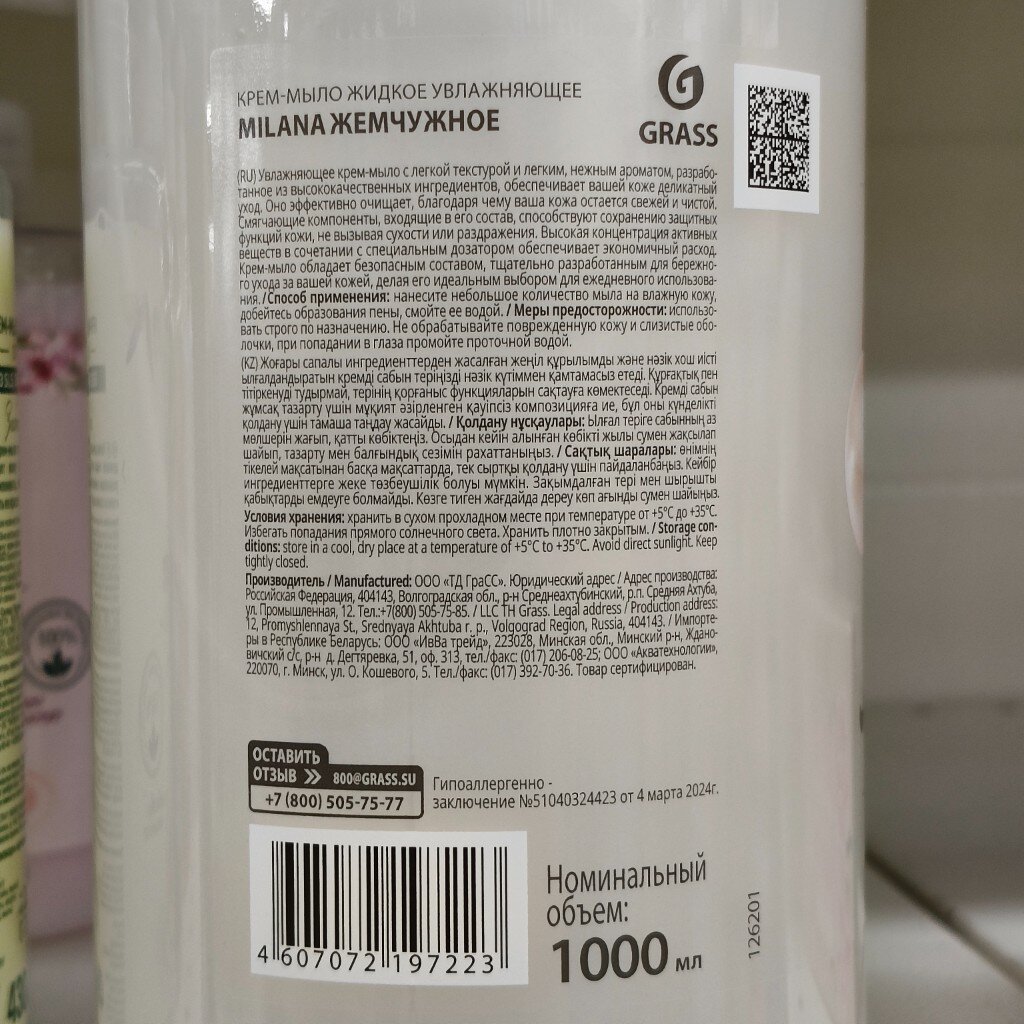 КРЕМ-МЫЛО ЖИДКОЕ УВЛАЖНЯЮЩЕЕ
MILANA ЖЕМЧУЖНОЕ
GRASS
(RU) Увлажняющее крем-мыло с легкой текстурой и легким, нежным ароматом, разрабо-
танное из высококачественных ингредиентов, обеспечивает вашей коже деликатный
уход. Оно эффективно очищает, благодаря чему ваша кожа остается свежей и чистой.
Смягчающие компоненты, входящие в его состав, способствуют сохранению защитных
функций кожи, не вызывая сухости или раздражения. Высокая концентрация активных
веществ в сочетании с специальным дозатором обеспечивает экономичный расход.
Крем-мыло обладает безопасным составом, тщательно разработанным для бережно-
го ухода за вашей кожей, делая его идеальным выбором для ежедневного использова-
ния. / Способ применения: нанесите небольшое количество мыла на влажную кожу,
добейтесь образования пены, смойте ее водой. / Меры предосторожности: использо-
вать строго по назначению. Не обрабатывайте поврежденную кожу и слизистые обо-
лочки, при попадании в глаза промойте проточной водой.
(KZ) Жоғары сапалы ингредиенттерден жасалған жеңіл құрылымды және нәзік хош иісті
ылғалдандыратын кремді сабын теріңізді нәзік күтіммен қамтамасыз етеді. Құрғақтық пен
тітіркенуді тудырмай, терінің қорғаныс функцияларын сақтауға көмектеседі. Кремді сабын
жұмсақ тазарту үшін мұқият әзірленген қауіпсіз композицияға ие, бұл оны күнделікті
қолдану үшін тамаша таңдау жасайды. / Қолдану нұсқаулары: Ылғал теріге сабынның аз
мөлшерін жағып, қатты көбіктеңіз. Осыдан кейін алынған көбікті жылы сумен жақсылап
шайып, тазарту мен балғындық сезімін рахаттаныңыз. / Сақтық шаралары: өнімнің
тікелей мақсатынан басқа мақсаттарда, тек сыртқы қолдану үшін пайдаланбаңыз. Кейбір
ингредиенттерге жеке төзбеушілік болуы мүмкін. Зақымдалған тері мен шырышты
қабықтарды емдеуге болмайды. Көзге тиген жағдайда дереу көп ағынды сумен шайыңыз.
Условия хранения: хранить в сухом прохладном месте при температуре от +5°С до +35°С.
Избегать попадания прямого солнечного света. Хранить плотно закрытым. / Storage con-
ditions: store in a cool, dry place at a temperature of +5°C to +35°C. Avoid direct sunlight. Keep
tightly closed.
Производитель / Manufactured: ООО «ТД ГраСС». Юридический адрес / Адрес производства:
Российская Федерация, 404143, Волгоградская обл., р-н Среднеахтубинский, р.п. Средняя Ахтуба,
ул. Промышленная, 12. Тел.:+7(800) 505-75-85. / LLC TH Grass. Legal address / Production address:
12, Promyshlennaya St., Srednyaya Akhtuba r. p., Volgograd Region, Russia, 404143. / Импорте-
ры в Республике Беларусь: ООО «ИвВа трейд», 223028, Минская обл., Минский р-н, Ждано-
вичский с/с, р-н д. Дегтяревка, 51, оф. 313, тел./факс: (017) 206-08-25; ООО «Акватехнологии»,
220070, г. Минск, ул. О. Кошевого, 5. Тел./факс: (017) 392-70-36. Товар сертифицирован.
ОСТАВИТЬ
ОТЗЫВ » 800@GRASS.SU
+7 (800) 505-75-77
Гипоаллергенно -
заключение №51040324423 от 4 марта 2024г.
4 607072 197223
Номинальный
объем:
1000 мл
126201
100%